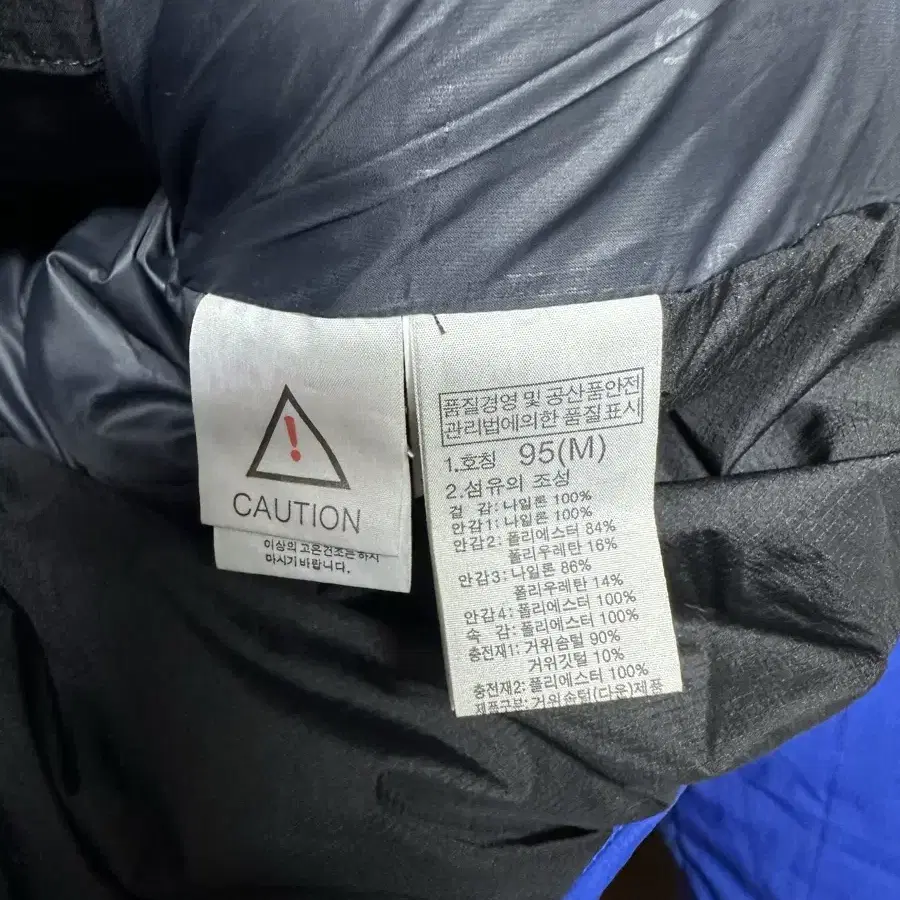 CAUTION
이상의 고온건조는 하지
마시기 바랍니다.
품질경영 및 공산품안전
관리법에의한 품질표시
1.호칭 95(M)
2.섬유의 조성
겉 감: 나일론 100%
안감1: 나일론 100%
안감2: 폴리에스터 84%
폴리우레탄 16%
안감3: 나일론 86%
폴리우레탄 14%
안감4: 폴리에스터 100%
속 감: 폴리에스터 100%
충전재1: 거위솜털 90%
거위깃털 10%
충전재2: 폴리에스터 100%
제품구분: 거위솜털(다운)제품